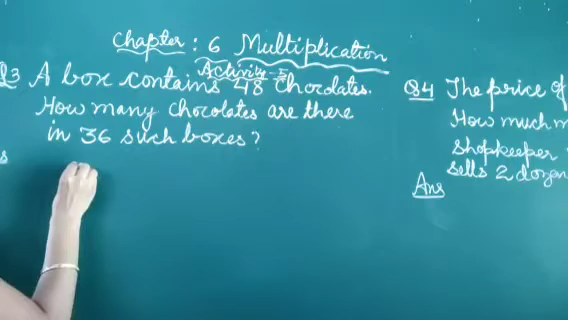 Chapter: 6 Multiplication
Activity-5
Q3 A box contains 48 Chocolates.
How many chocolates are there
in 36 such boxes?
Q4 The price of
How much m
Shopkeeper
sells 2 dozen
Ans